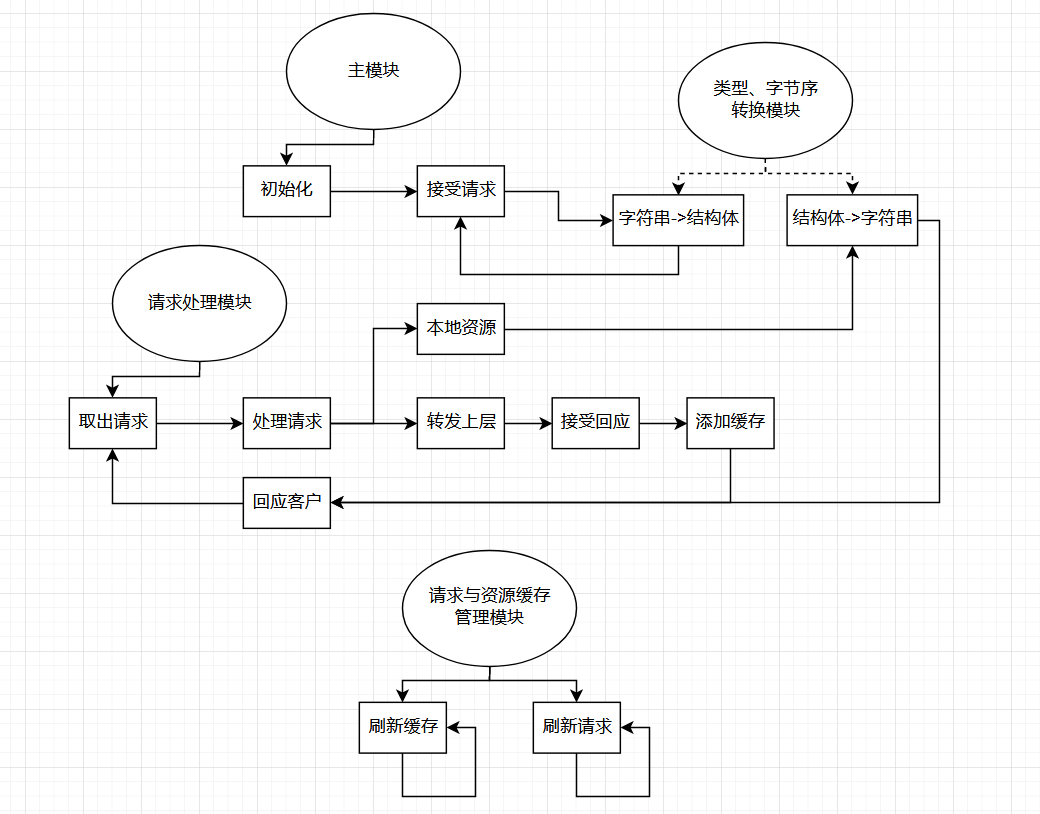 主模块
类型、字节序
转换模块
初始化
接受请求
字符串->结构体
结构体->字符串
请求处理模块
本地资源
取出请求
处理请求
转发上层
接受回应
添加缓存
回应客户
请求与资源缓存
管理模块
刷新缓存
刷新请求